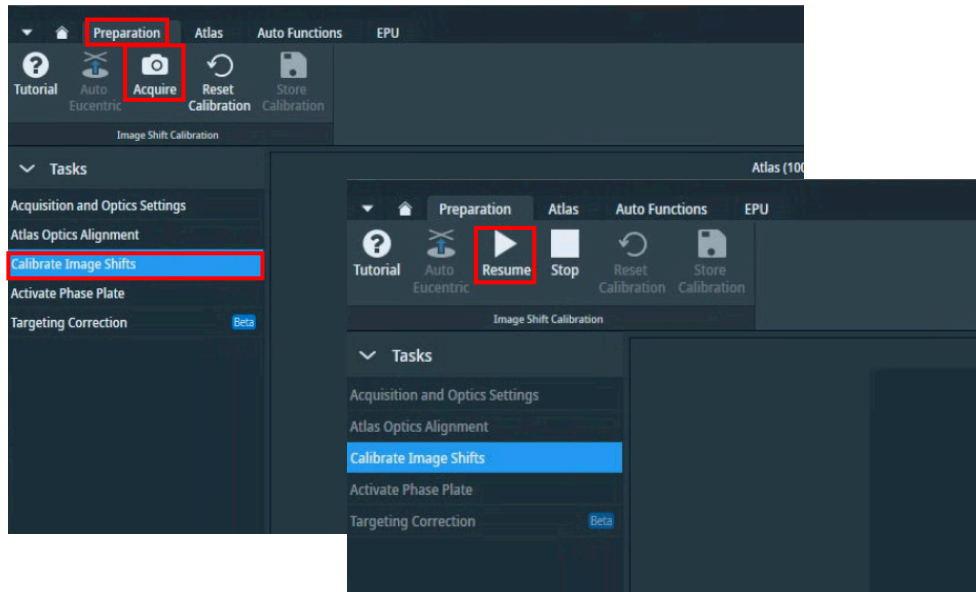 Preparation Atlas Auto Functions EPU
Tutorial Auto Eucentric Acquire Reset Calibration Store Calibration
Image Shift Calibration
Tasks
Atlas (100
Acquisition and Optics Settings
Atlas Optics Alignment
Calibrate Image Shifts
Activate Phase Plate
Targeting Correction Beta
Preparation Atlas Auto Functions EPU
Tutorial Auto Eucentric Resume Stop Reset Calibration Store Calibration
Image Shift Calibration
Tasks
Acquisition and Optics Settings
Atlas Optics Alignment
Calibrate Image Shifts
Activate Phase Plate
Targeting Correction Beta